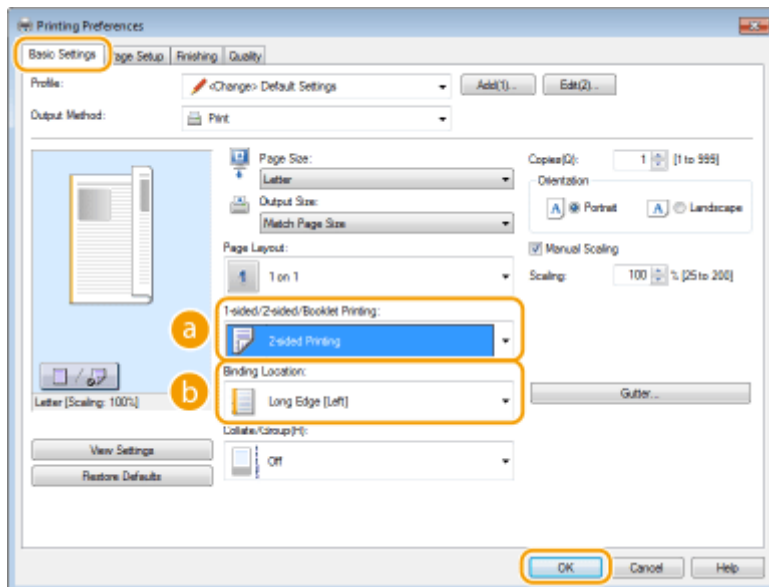 Printing Preferences
Basic Settings Page Setup Finishing Quality
Profile: <Change> Default Settings Add(1)... Edit(2)...
Output Method: Print
Page Size: Copies(Q): 1 [1 to 999]
Letter Orientation
Output Size: A Portrait A Landscape
Match Page Size
Page Layout: Manual Scaling
1 1 on 1 Scaling: 100 % [25 to 200]
1-sided/2-sided/Booklet Printing:
a 2-sided Printing
Binding Location:
b Long Edge [Left] Gutter...
Letter [Scaling: 100%]
Collate/Group(H):
View Settings Off
Restore Defaults
OK Cancel Help